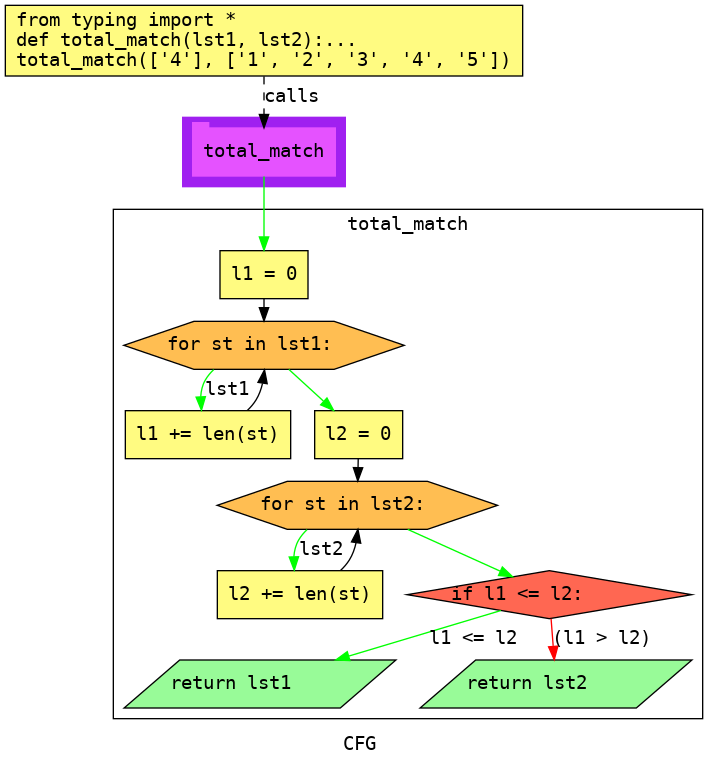 from typing import *
def total_match(lst1, lst2):...
total_match(['4'], ['1', '2', '3', '4', '5'])
calls
total_match
total_match
l1 = 0
for st in lst1:
lst1
l1 += len(st)
l2 = 0
for st in lst2:
lst2
l2 += len(st)
if l1 <= l2:
l1 <= l2
(l1 > l2)
return lst1
return lst2
CFG